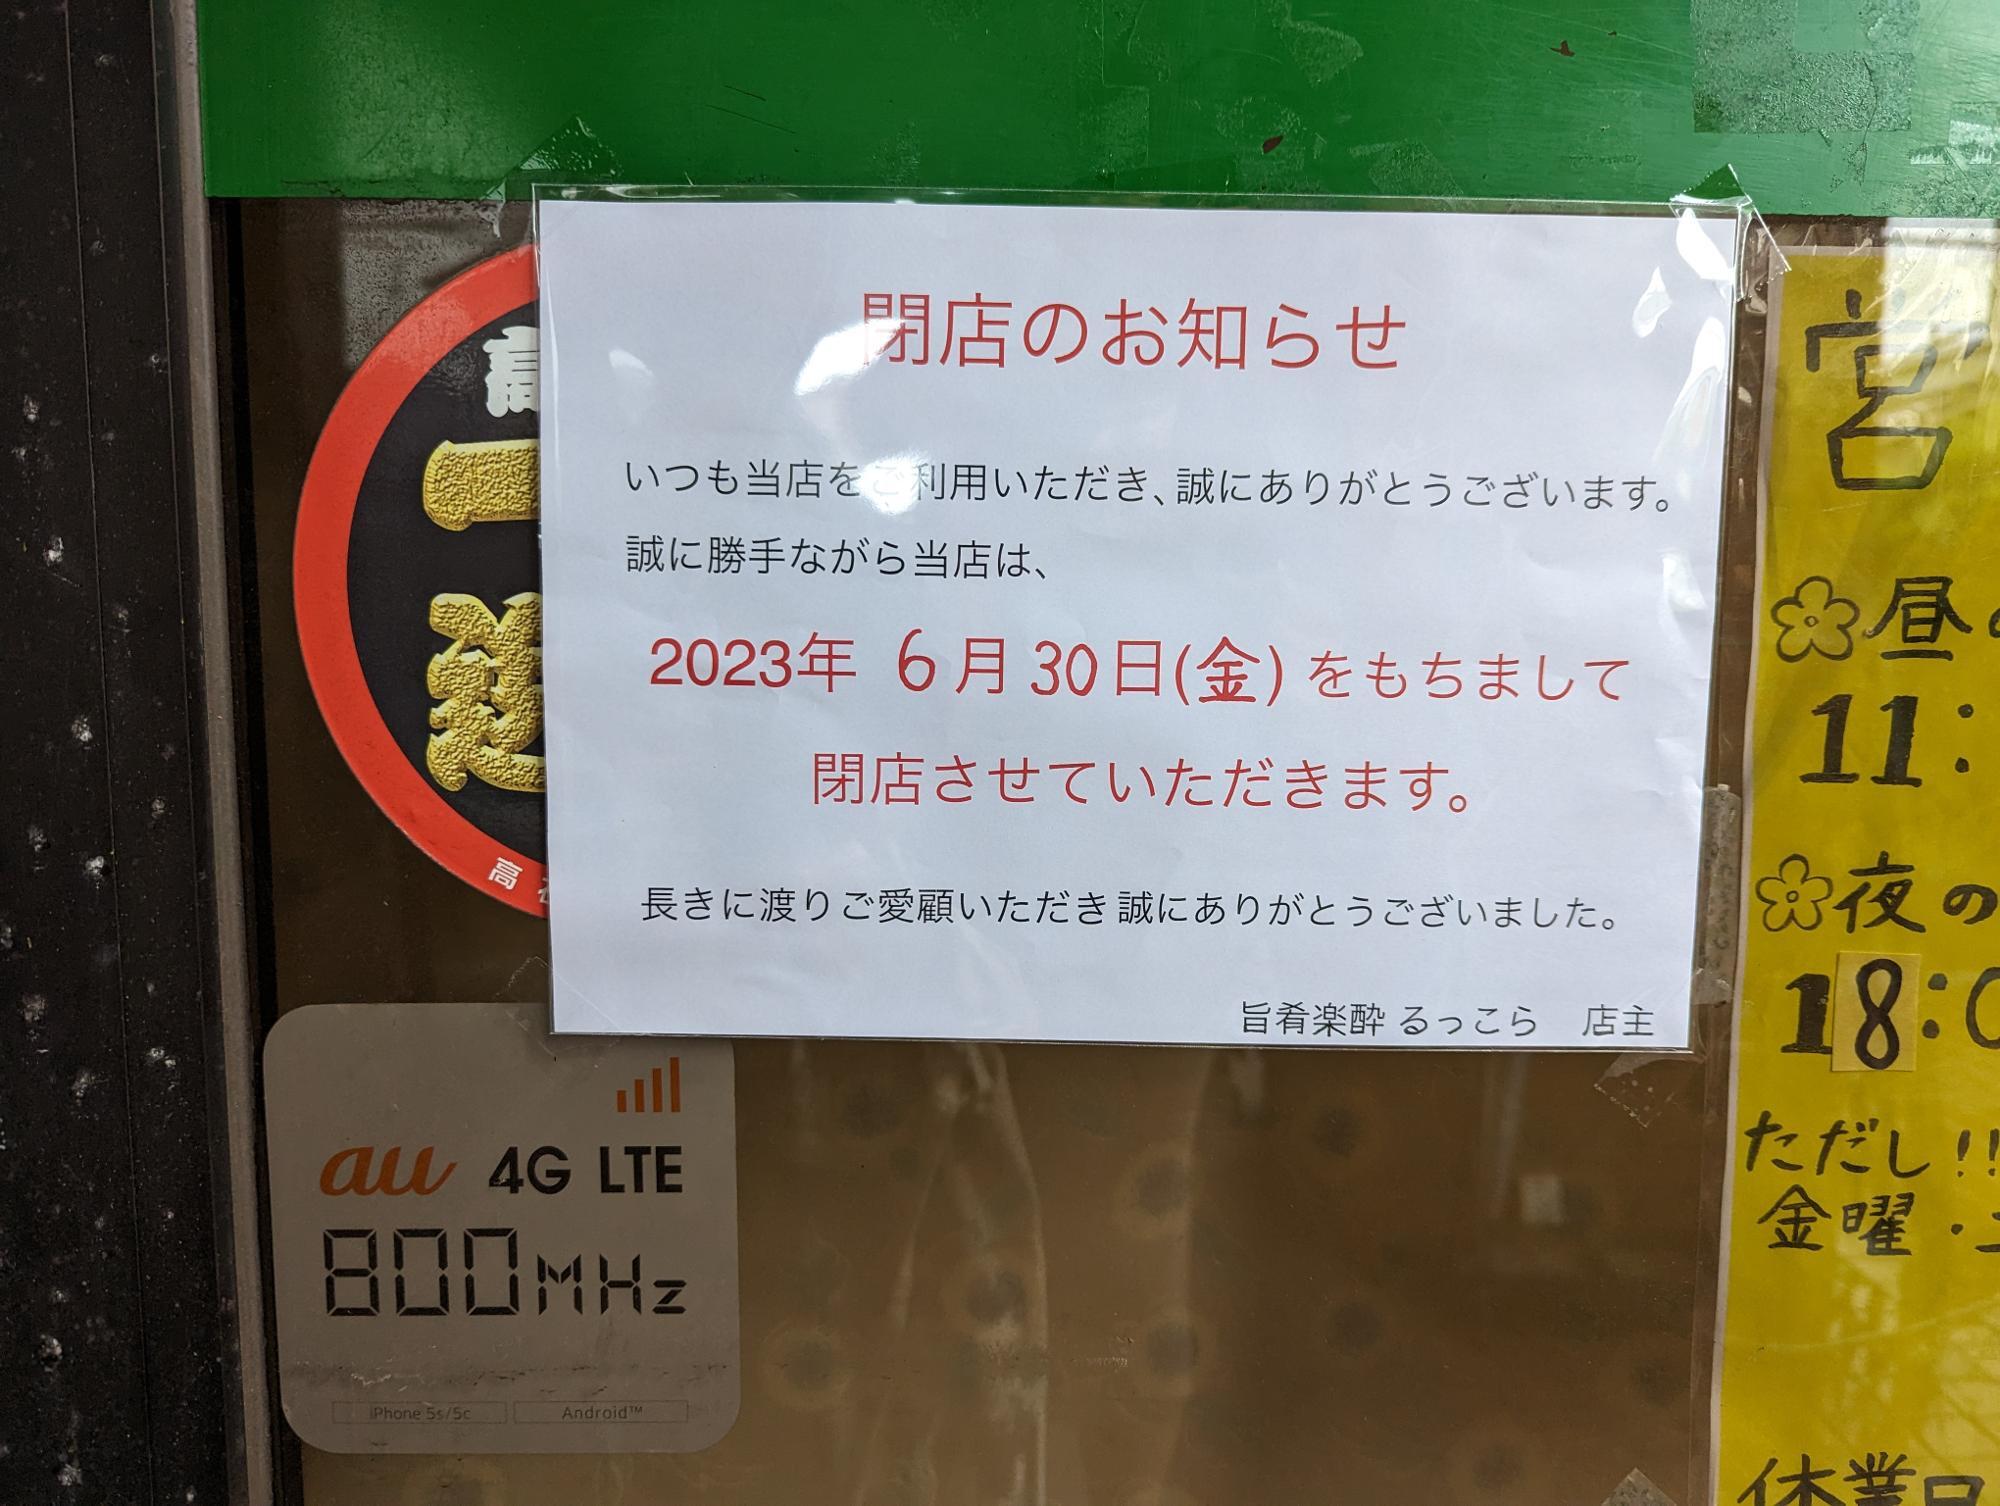 閉店のお知らせ
いつも当店をご利用いただき、誠にありがとうございます。
誠に勝手ながら当店は、
2023年 6月30日(金)をもちまして
閉店させていただきます。
長きに渡りご愛顧いただき誠にありがとうございました。
旨肴楽酔 るっこら 店主
高
一
高
au 4G LTE
800MHz
iPhone 5s/5c Android™
営
昼の
11:
夜の
18:0
ただし!!
金曜・土
休業日